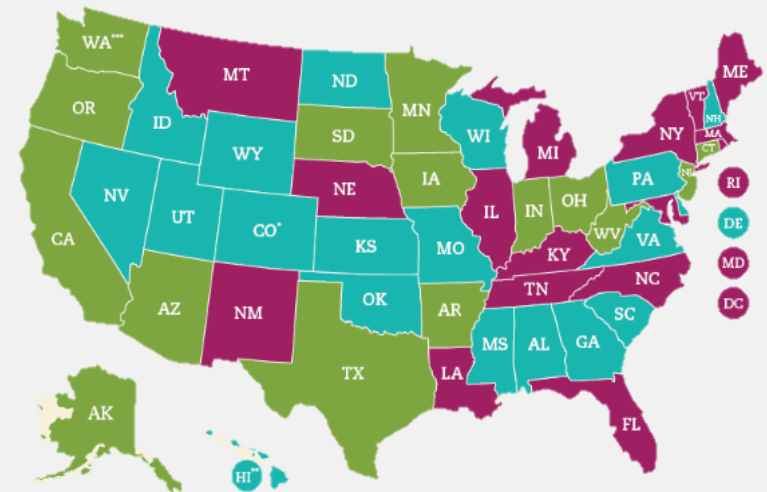 WA***
MT
ND
MN
ME
VT
NH
OR
ID
SD
WI
NY
MA
CT
WY
MI
IA
PA
NJ
RI
NE
NV
UT
IL
IN
OH
DE
CA
CO*
KS
MO
WV
VA
KY
MD
AZ
NM
OK
AR
TN
NC
DC
SC
TX
LA
MS
AL
GA
AK
FL
HI**